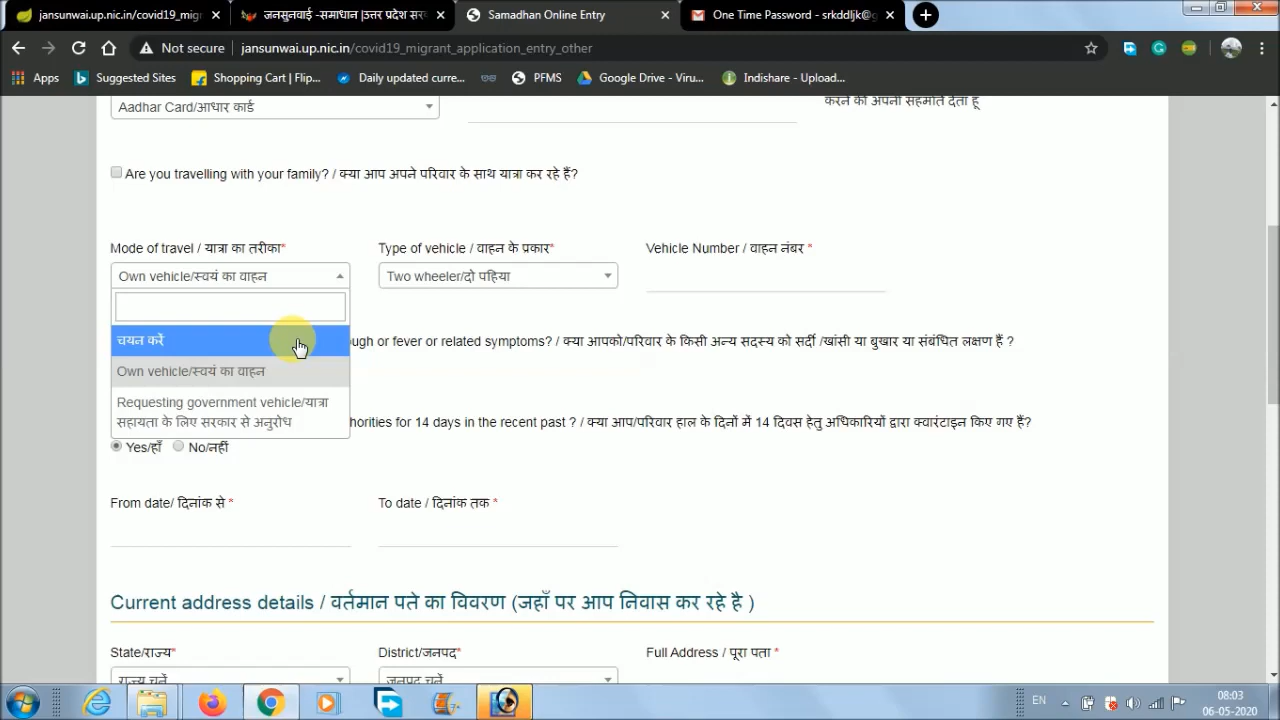 jansunwai.up.nic.in/covid19_mig
जनसुनवाई -समाधान |उत्तर प्रदेश सर
Samadhan Online Entry
One Time Password - srkddljk@g
Not secure
jansunwai.up.nic.in/covid19_migrant_application_entry_other
Apps
Suggested Sites
Shopping Cart | Flip...
Daily updated curre...
PFMS
Google Drive - Viru...
Indishare - Upload...
Aadhar Card/आधार कार्ड
करने की अपनी सहमति देता हूँ
Are you travelling with your family? / क्या आप अपने परिवार के साथ यात्रा कर रहे हैं?
Mode of travel / यात्रा का तरीका*
Type of vehicle / वाहन के प्रकार*
Vehicle Number / वाहन नंबर *
Own vehicle/स्वयं का वाहन
Two wheeler/दो पहिया
चयन करें
ugh or fever or related symptoms? / क्या आपको/परिवार के किसी अन्य सदस्य को सर्दी /खांसी या बुखार या संबंधित लक्षण हैं ?
Own vehicle/स्वयं का वाहन
Requesting government vehicle/यात्रा
सहायता के लिए सरकार से अनुरोध
horities for 14 days in the recent past ? / क्या आप/परिवार हाल के दिनों में 14 दिवस हेतु अधिकारियों द्वारा क्वारंटाइन किए गए हैं?
Yes/हाँ No/नहीं
From date/ दिनांक से *
To date / दिनांक तक *
Current address details / वर्तमान पते का विवरण (जहाँ पर आप निवास कर रहे है )
State/राज्य*
District/जनपद*
Full Address / पूरा पता *
राज्य चुनें
जनपद चुनें
EN
08:03
06-05-2020